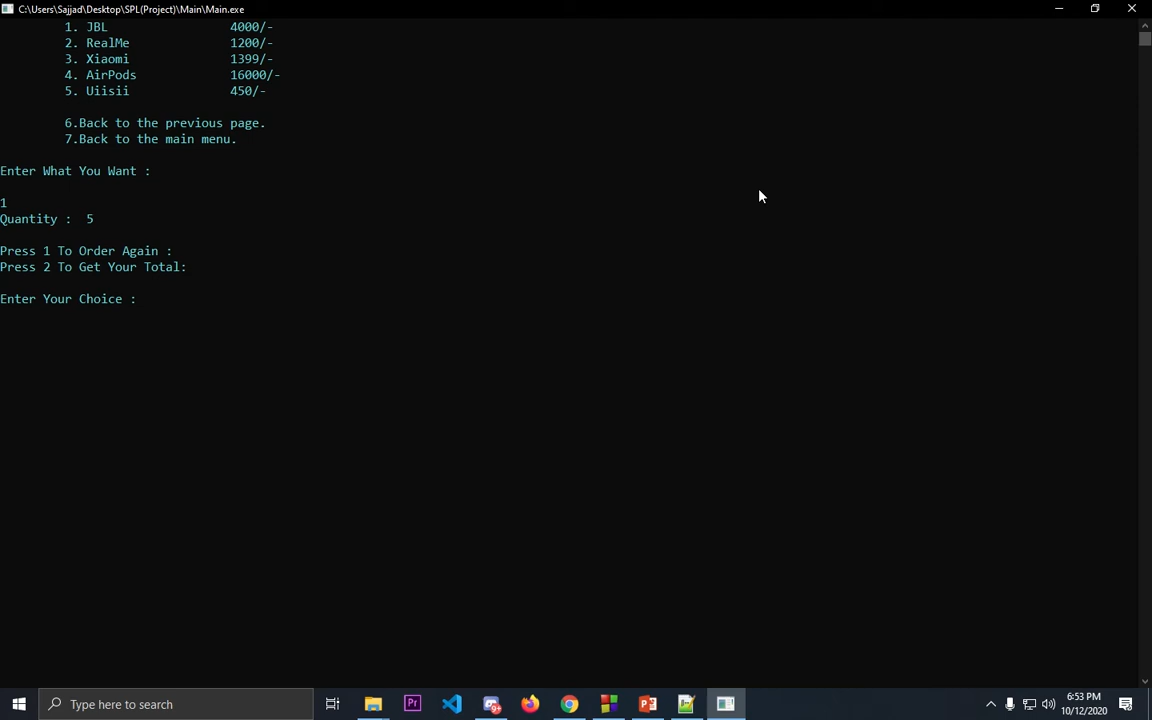 C:\Users\Sajjad\Desktop\SPL(Project)\Main\Main.exe
1. JBL 4000/-
2. RealMe 1200/-
3. Xiaomi 1399/-
4. AirPods 16000/-
5. Uiisii 450/-
6.Back to the previous page.
7.Back to the main menu.
Enter What You Want :
1
Quantity : 5
Press 1 To Order Again :
Press 2 To Get Your Total:
Enter Your Choice :
Type here to search
Pr
9+
6:53 PM
10/12/2020